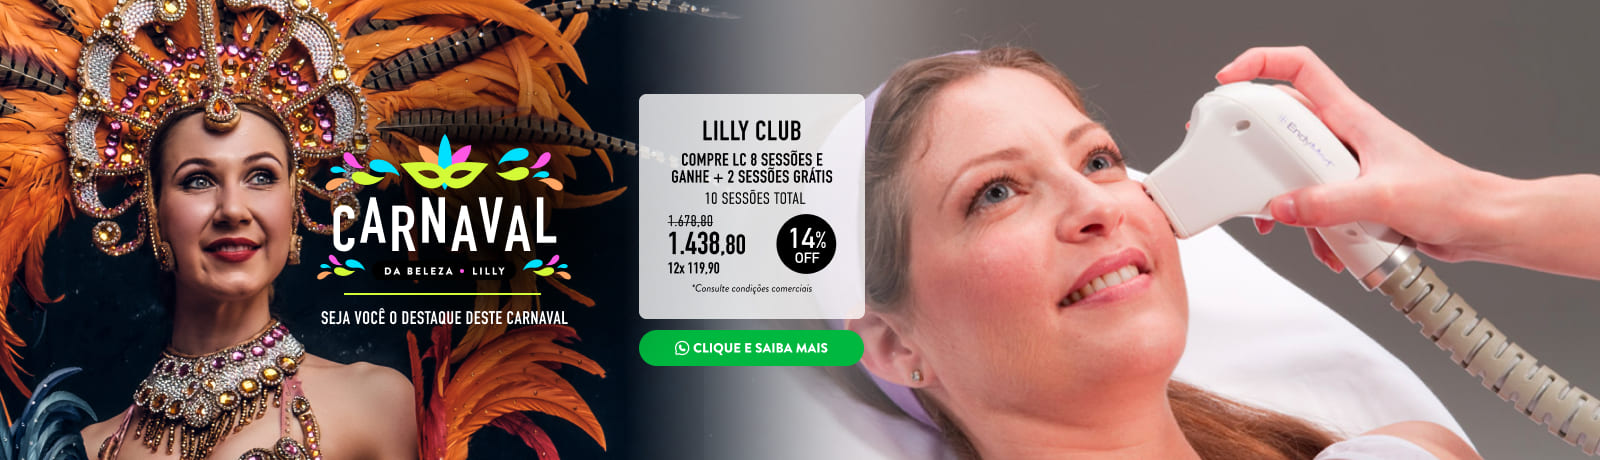 CARNAVAL
DA BELEZA • LILLY
SEJA VOCÊ O DESTAQUE DESTE CARNAVAL
LILLY CLUB
COMPRE LC 8 SESSÕES E
GANHE + 2 SESSÕES GRÁTIS
10 SESSÕES TOTAL
1.678,80
1.438,80
12x 119,90
14%
OFF
*Consulte condições comerciais
CLIQUE E SAIBA MAIS